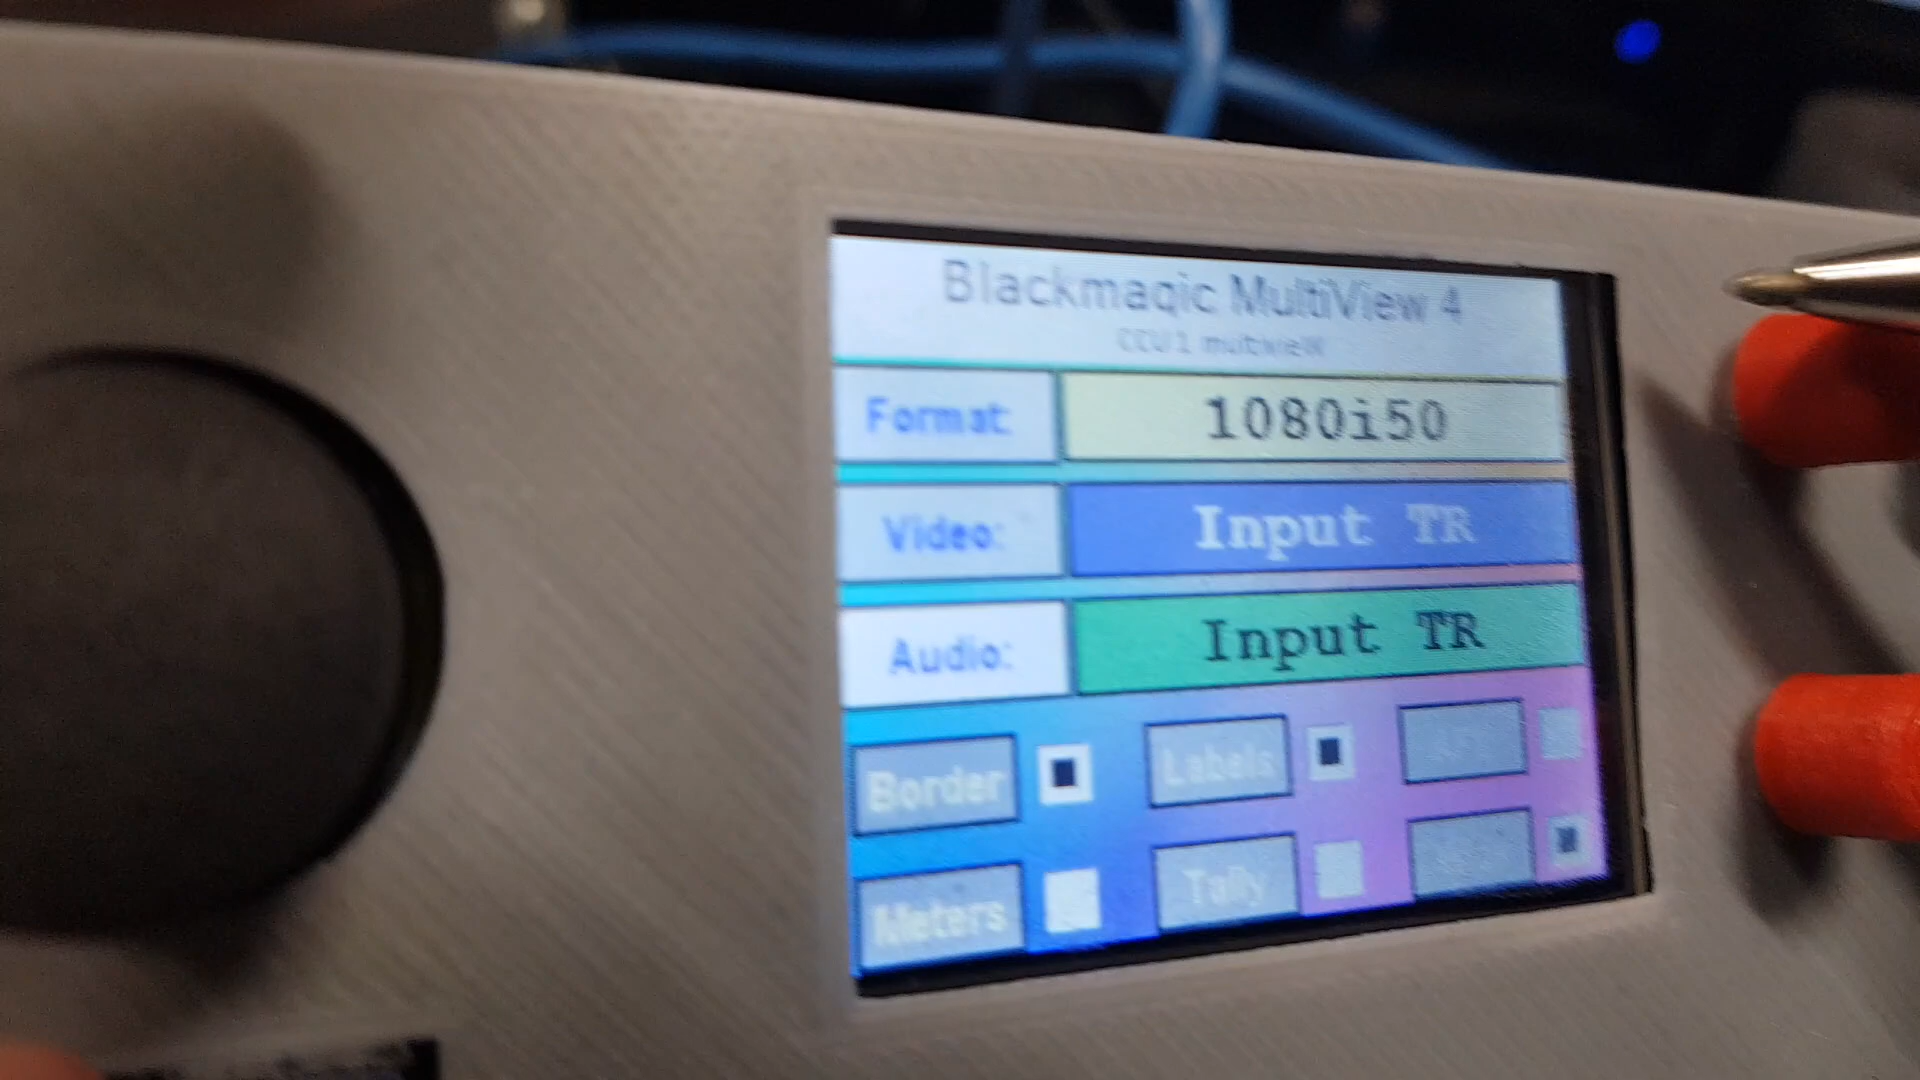 Blackmagic MultiView 4
CCU1 multiview
Format:
1080i50
Video:
Input TR
Audio:
Input TR
Border
Labels
Meters
Tally